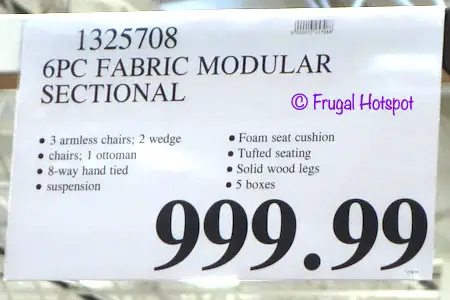 1325708
6PC FABRIC MODULAR
SECTIONAL
© Frugal Hotspot
• 3 armless chairs; 2 wedge
• chairs; 1 ottoman
• 8-way hand tied
• suspension
• Foam seat cushion
• Tufted seating
• Solid wood legs
• 5 boxes
999.99